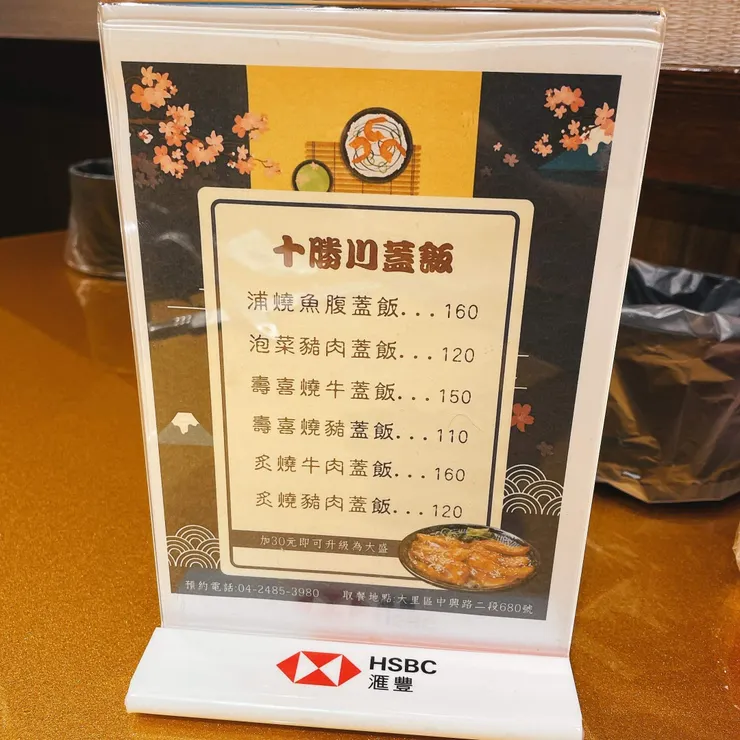 十勝川蓋飯
浦燒魚腹蓋飯...160
泡菜豬肉蓋飯...120
壽喜燒牛蓋飯...150
壽喜燒豬蓋飯...110
炙燒牛肉蓋飯...160
炙燒豬肉蓋飯...120
加30元即可升級為大盛
預約電話:04-2485-3980 取餐地點:大里區中興路二段680號
HSBC
滙豐